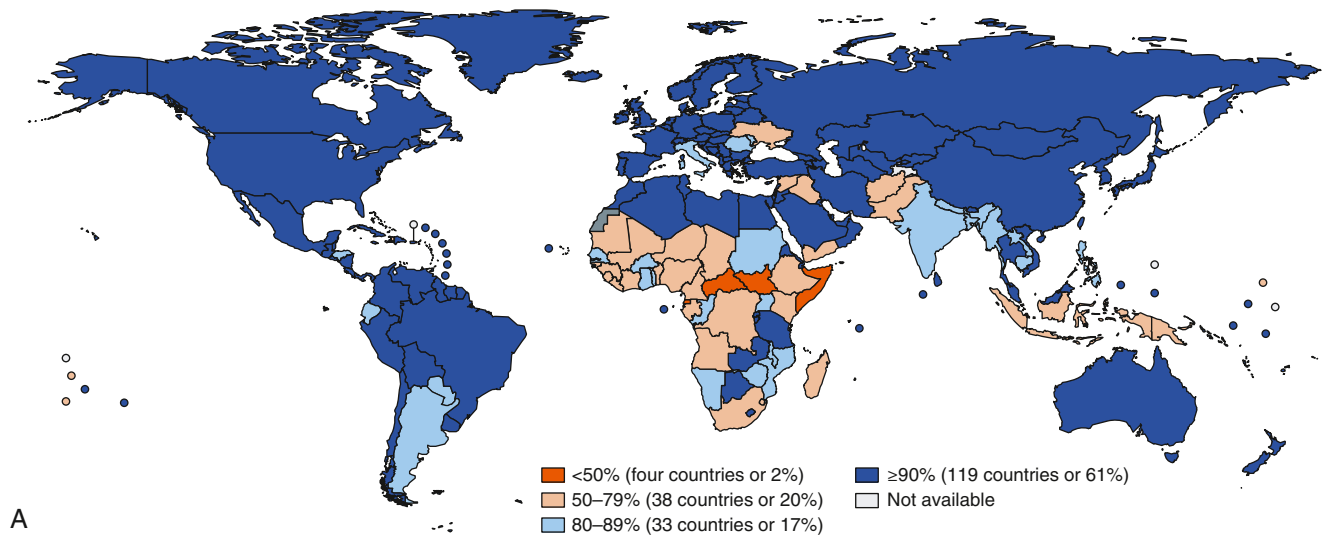 <50% (four countries or 2%)
50–79% (38 countries or 20%)
80–89% (33 countries or 17%)
≥90% (119 countries or 61%)
Not available
A